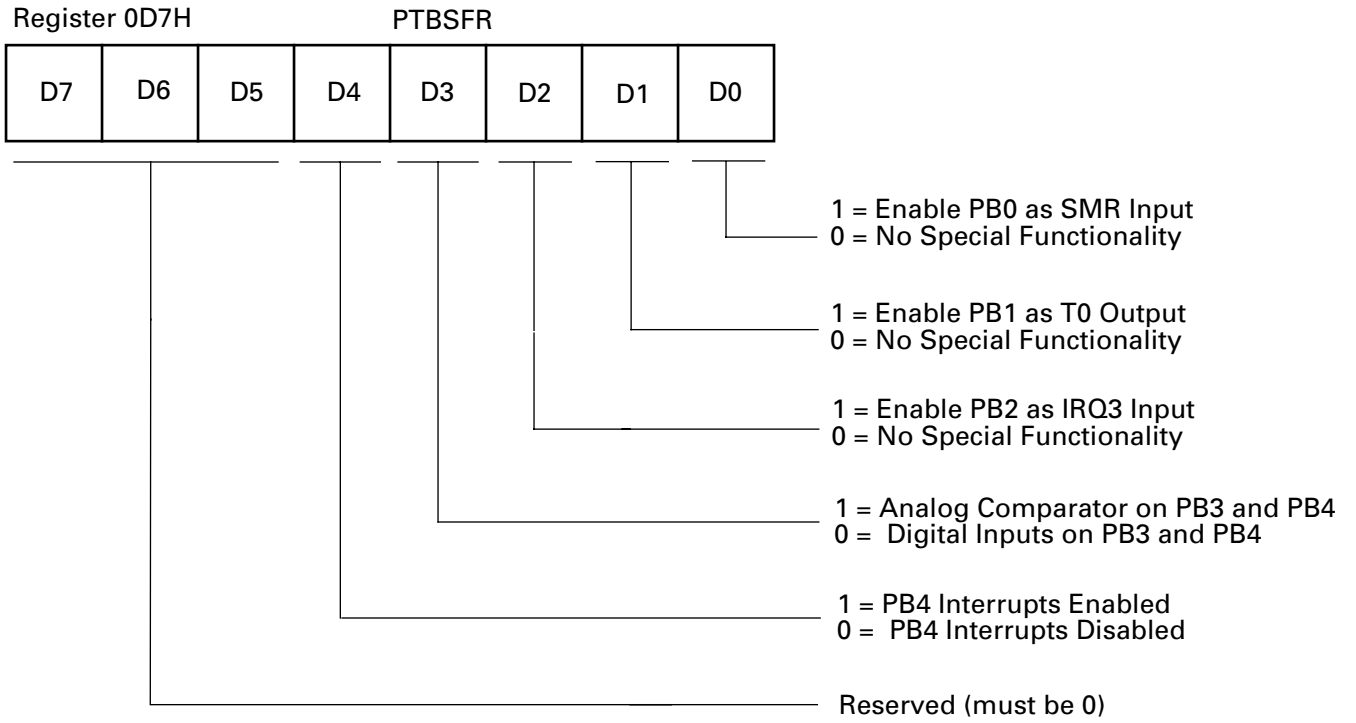 Register 0D7H PTBSFR
D7 D6 D5 D4 D3 D2 D1 D0
1 = Enable PB0 as SMR Input
0 = No Special Functionality
1 = Enable PB1 as T0 Output
0 = No Special Functionality
1 = Enable PB2 as IRQ3 Input
0 = No Special Functionality
1 = Analog Comparator on PB3 and PB4
0 = Digital Inputs on PB3 and PB4
1 = PB4 Interrupts Enabled
0 = PB4 Interrupts Disabled
Reserved (must be 0)